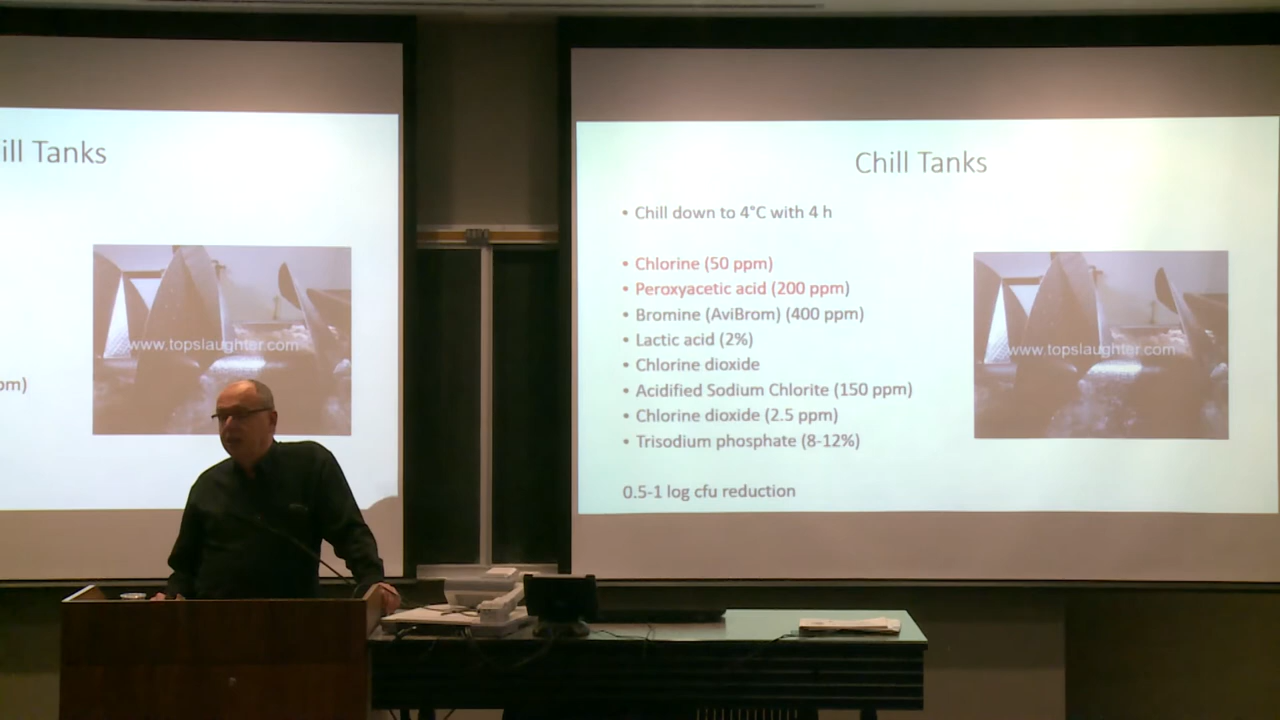 ill Tanks
www.topslaughter.com
om)
Chill Tanks
• Chill down to 4°C with 4 h
• Chlorine (50 ppm)
• Peroxyacetic acid (200 ppm)
• Bromine (AviBrom) (400 ppm)
• Lactic acid (2%)
• Chlorine dioxide
• Acidified Sodium Chlorite (150 ppm)
• Chlorine dioxide (2.5 ppm)
• Trisodium phosphate (8-12%)
0.5-1 log cfu reduction
www.topslaughter.com